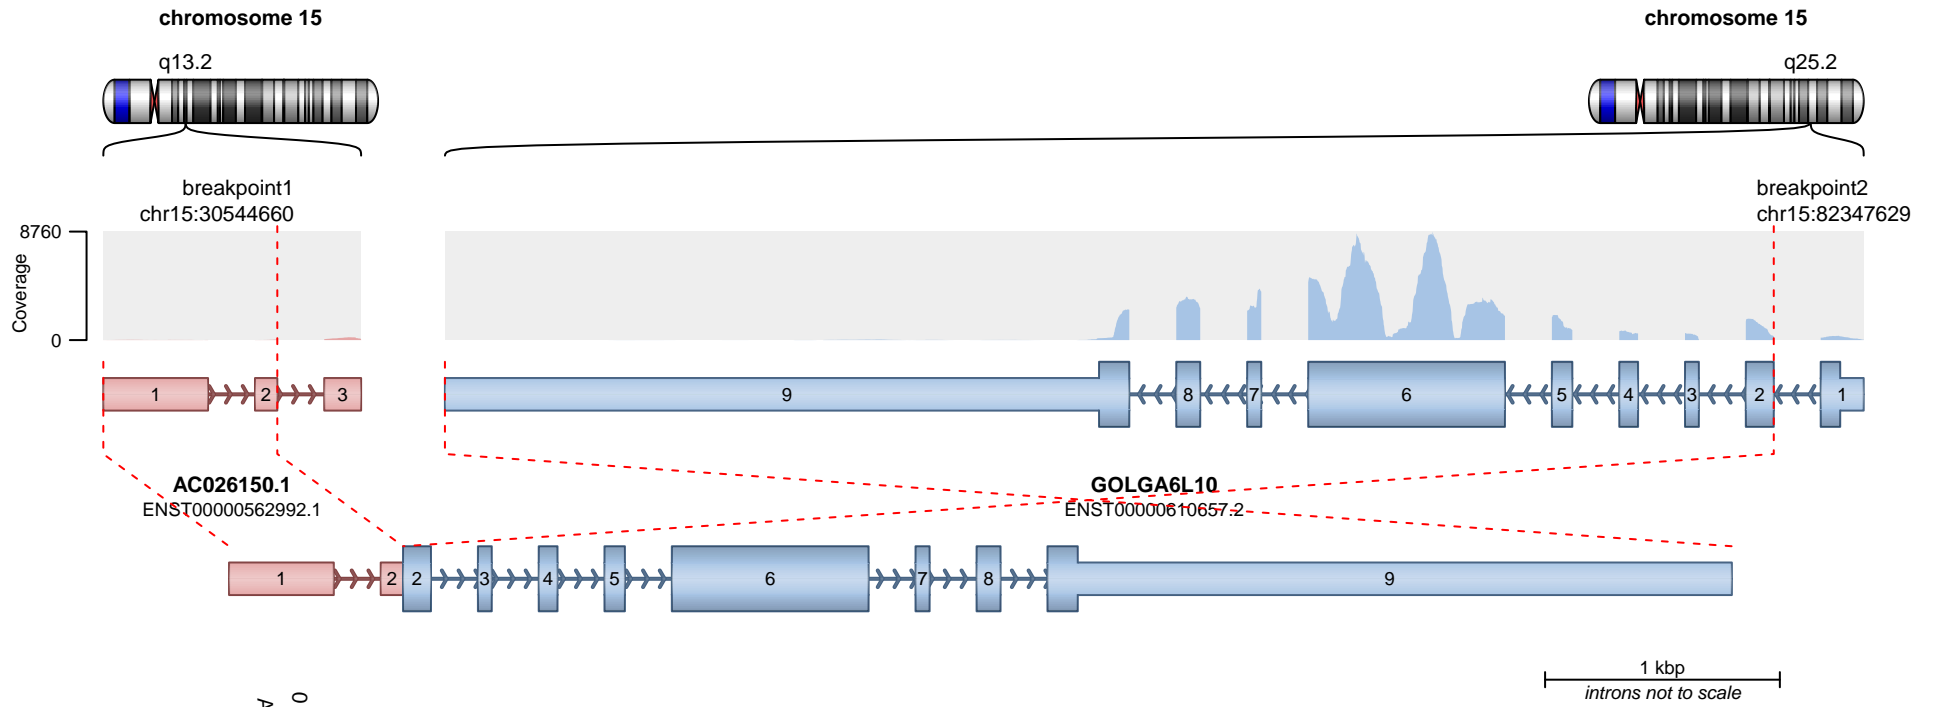 chromosome 15
chromosome 15
q13.2
q25.2
breakpoint1
chr15:30544660
breakpoint2
chr15:82347629
8760
Coverage
0
1
2
3
9
8
7
6
5
4
3
2
1
AC026150.1
ENST00000562992.1
GOLGA6L10
ENST00000610657.2
1
2
2
3
4
5
6
7
8
9
1 kbp
introns not to scale
0